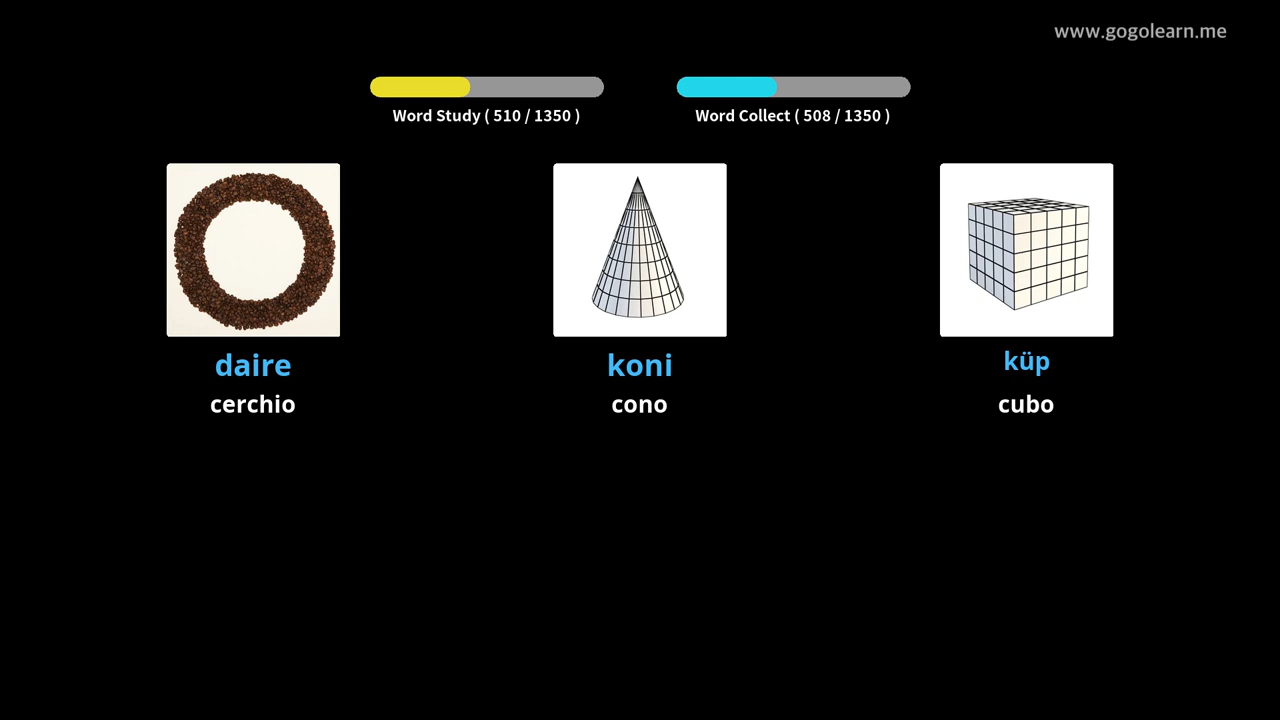 www.gogolearn.me
Word Study ( 510 / 1350 )
Word Collect ( 508 / 1350 )
daire
cerchio
koni
cono
küp
cubo